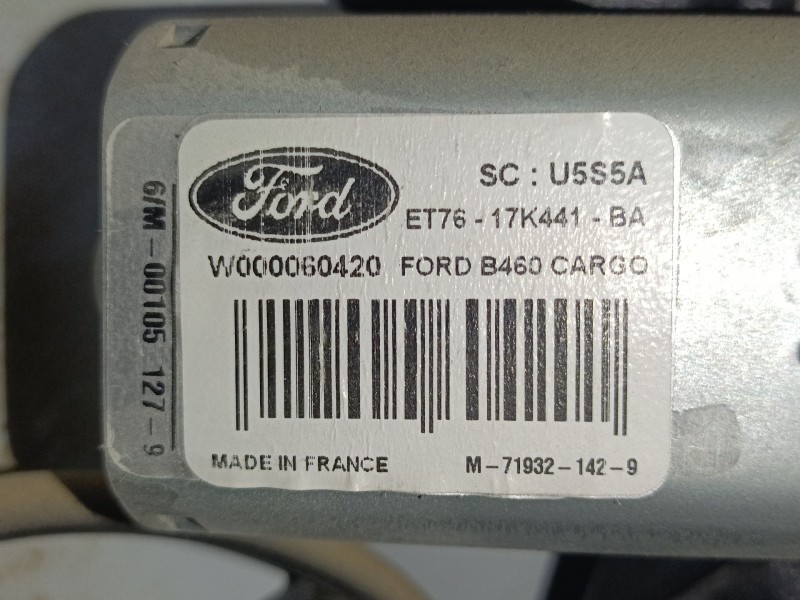 Ford
SC : U5S5A
ET76 - 17K441 - BA
W000060420 FORD B460 CARGO
MADE IN FRANCE
M-71932-142-9
6/M-00105 127-9